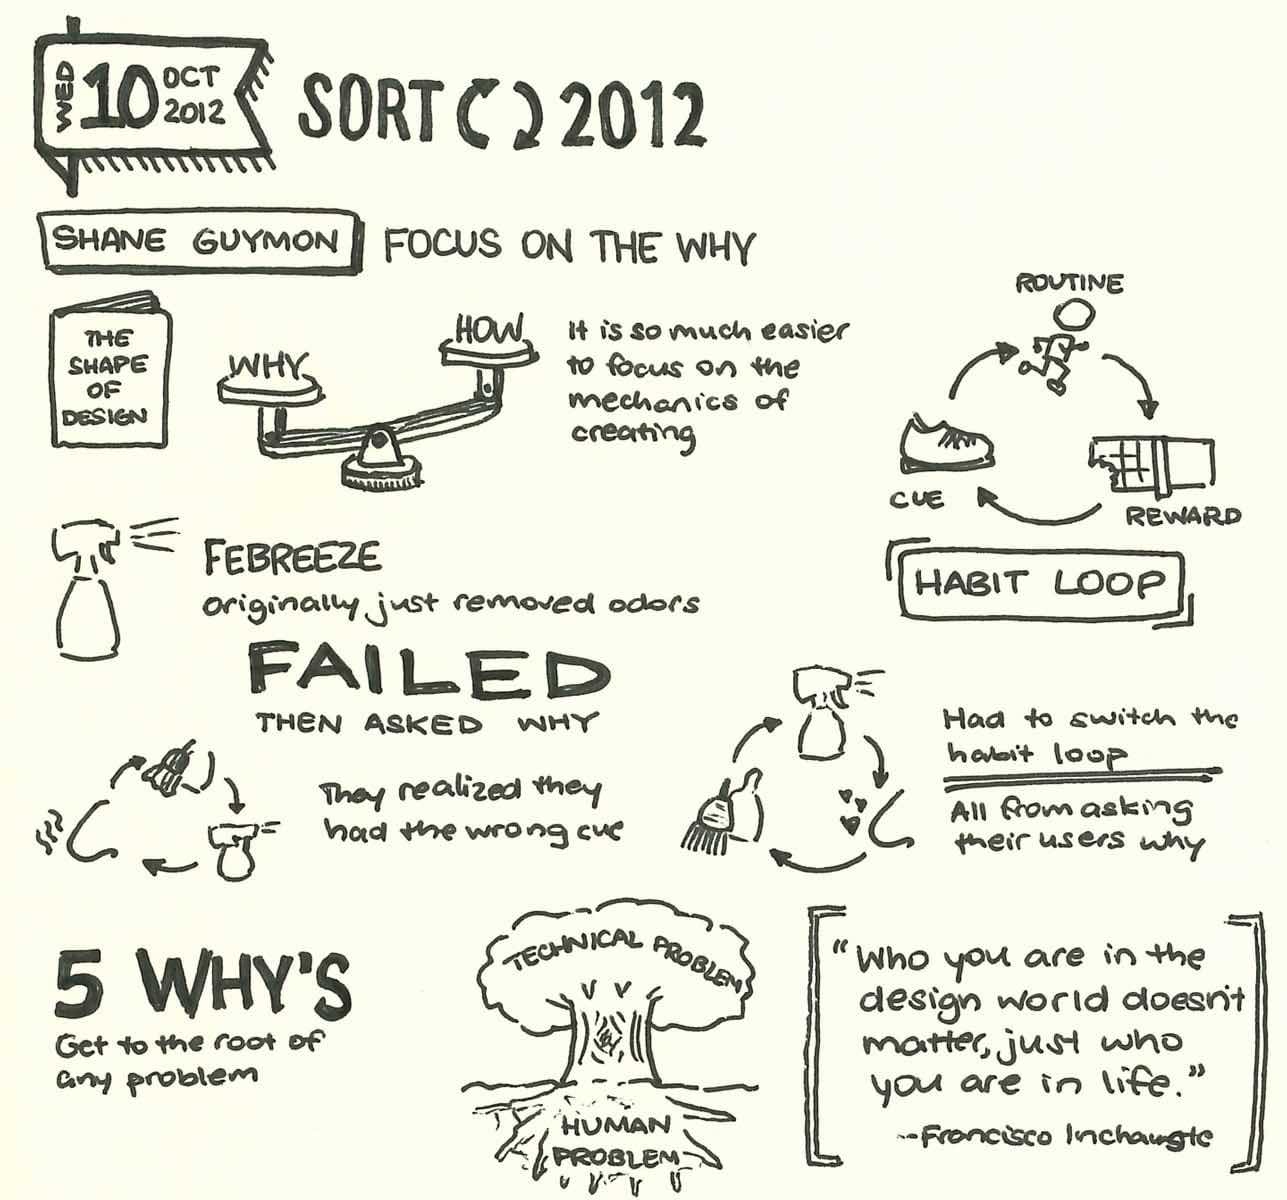 WED 10 OCT 2012
SORT 2012
SHANE GUYMON
FOCUS ON THE WHY
THE
SHAPE
OF
DESIGN
WHY
HOW
It is so much easier
to focus on the
mechanics of
creating
ROUTINE
CUE
REWARD
HABIT LOOP
FEBREEZE
originally just removed odors
FAILED
THEN ASKED WHY
They realized they
had the wrong cue
Had to switch the
habit loop
All from asking
their users why
5 WHY'S
Get to the root of
any problem
TECHNICAL PROBLEM
HUMAN
PROBLEM
"Who you are in the
design world doesn't
matter, just who
you are in life."
--Francisco Inchauste